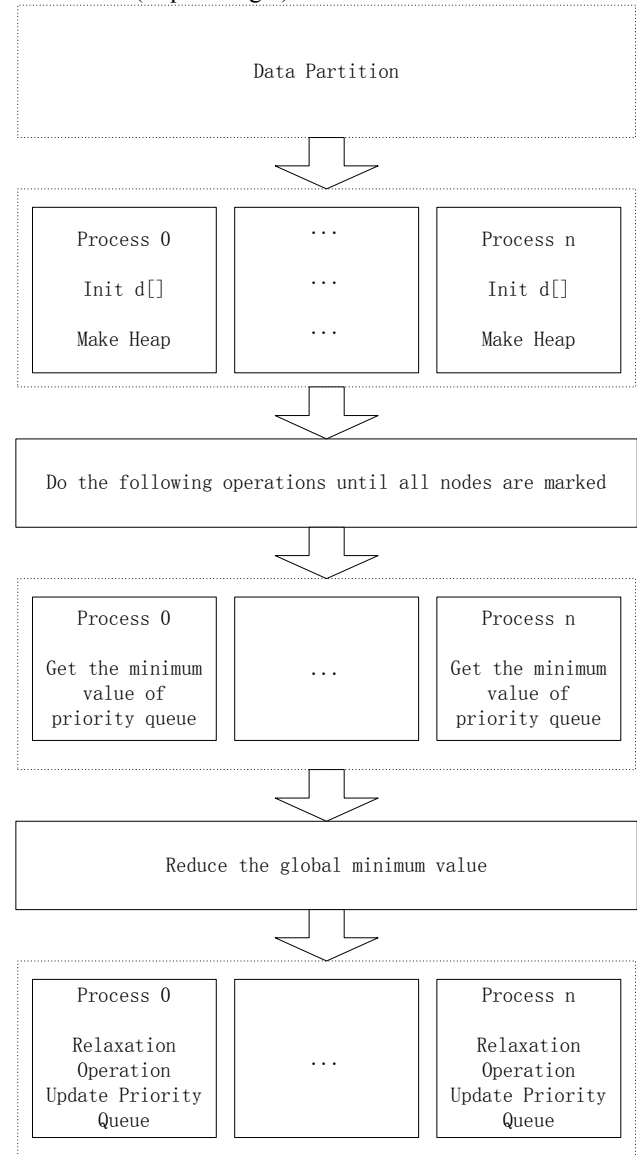 Data Partition
Process 0
Init d[]
Make Heap
...
...
...
Process n
Init d[]
Make Heap
Do the following operations until all nodes are marked
Process 0
Get the minimum
value of
priority queue
...
Process n
Get the minimum
value of
priority queue
Reduce the global minimum value
Process 0
Relaxation
Operation
Update Priority
Queue
...
Process n
Relaxation
Operation
Update Priority
Queue